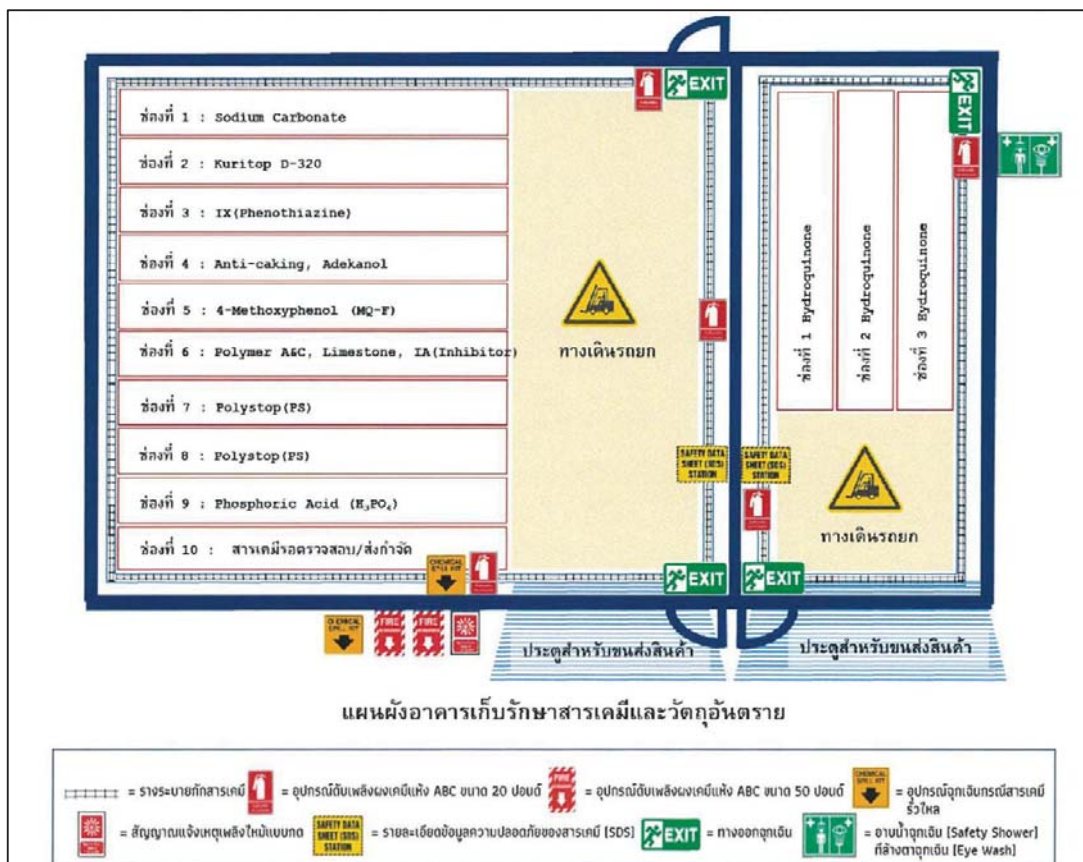 EXIT
EXIT
ช่องที่ 1 : Sodium Carbonate
ช่องที่ 2 : Kuritop D-320
ช่องที่ 3 : IX(Phenothiazine)
ช่องที่ 4 : Anti-caking, Adekanol
ช่องที่ 5 : 4-Methoxyphenol (MQ-F)
ช่องที่ 6 : Polymer A&C, Limestone, IA(Inhibitor)
ช่องที่ 7 : Polystop(PS)
ช่องที่ 8 : Polystop(PS)
ช่องที่ 9 : Phosphoric Acid (H₃PO₄)
ช่องที่ 10 : สารเคมีรอตรวจสอบ/ส่งกำจัด
ทางเดินรถยก
ช่องที่ 1 Hydroquinone
ช่องที่ 2 Hydroquinone
ช่องที่ 3 Hydroquinone
SAFETY DATA
SHEET (SDS)
STATION
SAFETY DATA
SHEET (SDS)
STATION
ทางเดินรถยก
CHEMICAL
SPILL KIT
EXIT
EXIT
CHEMICAL
SPILL KIT
FIRE
FIRE
ประตูสำหรับขนส่งสินค้า
ประตูสำหรับขนส่งสินค้า
แผนผังอาคารเก็บรักษาสารเคมีและวัตถุอันตราย
= รางระบายกักสารเคมี
= อุปกรณ์ดับเพลิงผงเคมีแห้ง ABC ขนาด 20 ปอนด์
FIRE
= อุปกรณ์ดับเพลิงผงเคมีแห้ง ABC ขนาด 50 ปอนด์
CHEMICAL
SPILL KIT
= อุปกรณ์ฉุกเฉินกรณีสารเคมี
รั่วไหล
= สัญญาณแจ้งเหตุเพลิงไหม้แบบกด
SAFETY DATA
SHEET (SDS)
STATION
= รายละเอียดข้อมูลความปลอดภัยของสารเคมี [SDS]
EXIT
= ทางออกฉุกเฉิน
= อาบน้ำฉุกเฉิน [Safety Shower]
ที่ล้างตาฉุกเฉิน [Eye Wash]